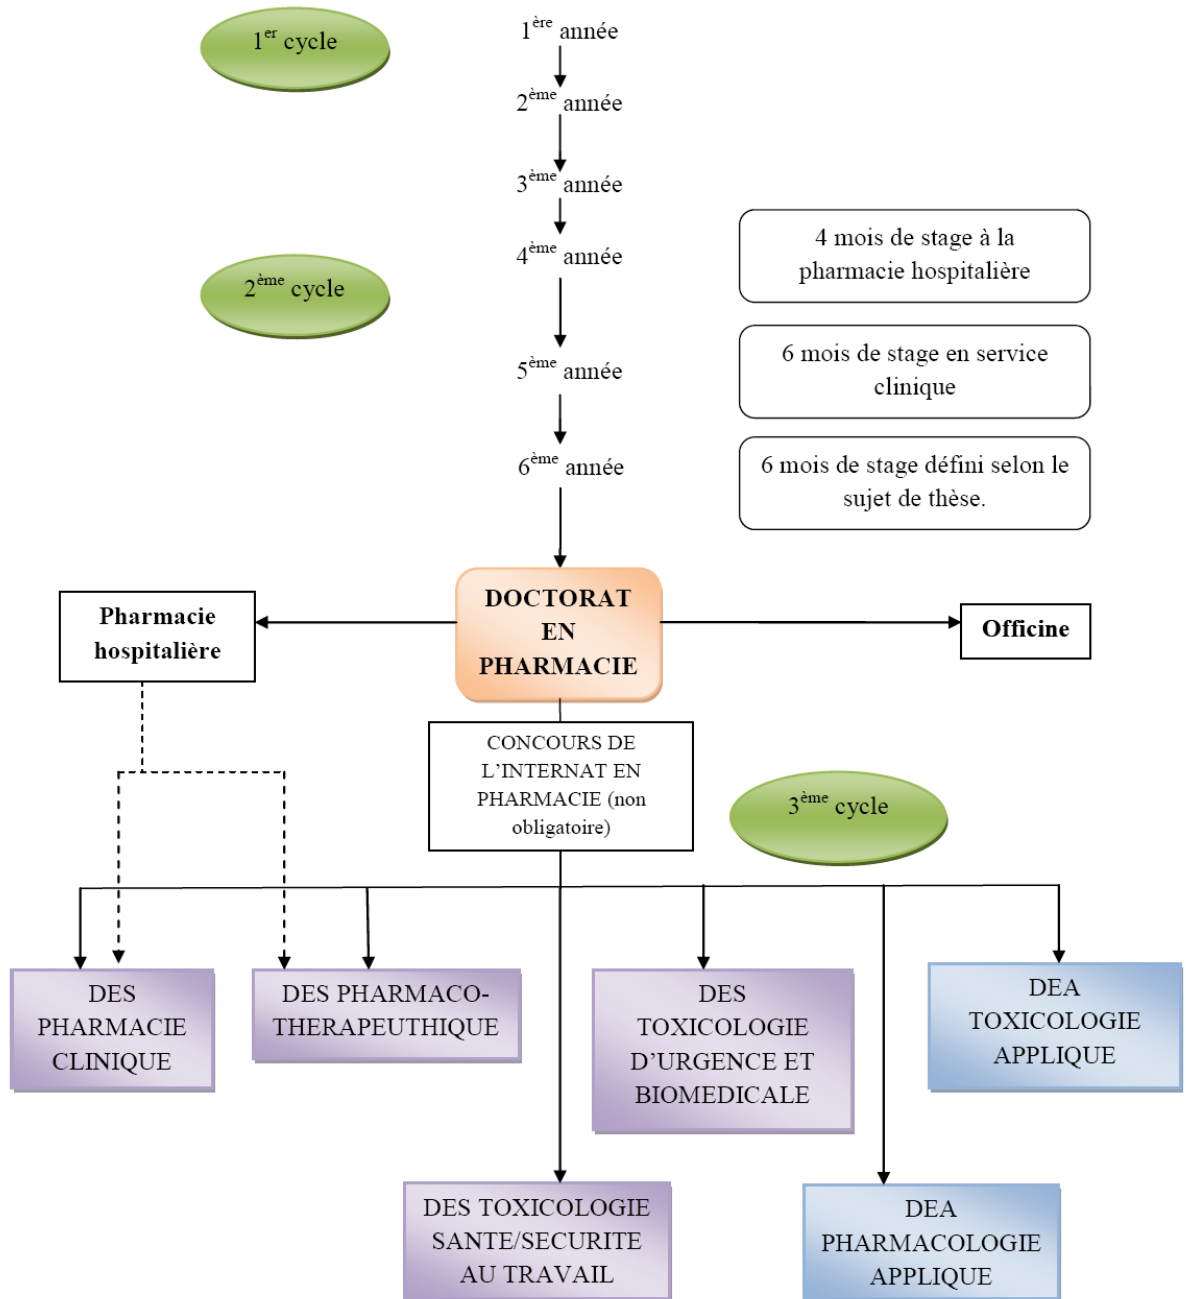 1er cycle
1ère année
2ème année
3ème année
4ème année
2ème cycle
4 mois de stage à la
pharmacie hospitalière
5ème année
6 mois de stage en service
clinique
6ème année
6 mois de stage défini selon le
sujet de thèse.
Pharmacie
hospitalière
DOCTORAT
EN
PHARMACIE
Officine
CONCOURS DE
L’INTERNAT EN
PHARMACIE (non
obligatoire)
3ème cycle
DES
PHARMACIE
CLINIQUE
DES PHARMACO-
THERAPEUTHIQUE
DES
TOXICOLOGIE
D’URGENCE ET
BIOMEDICALE
DEA
TOXICOLOGIE
APPLIQUE
DES TOXICOLOGIE
SANTE/SECURITE
AU TRAVAIL
DEA
PHARMACOLOGIE
APPLIQUE